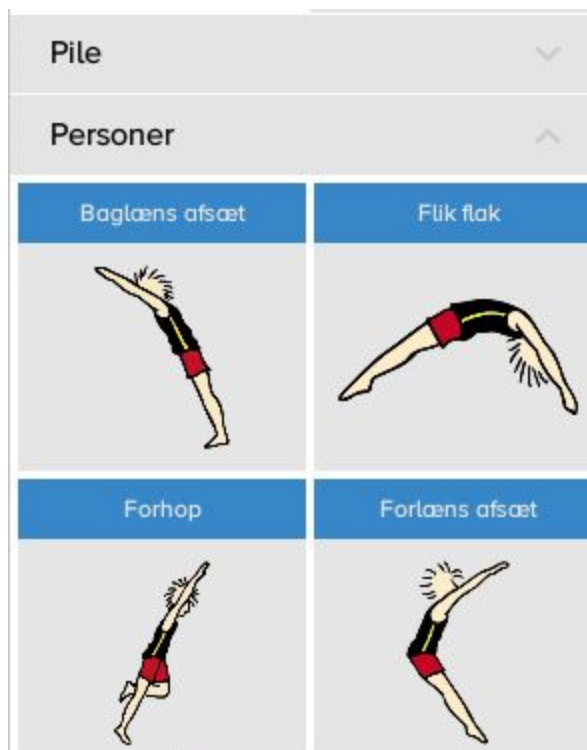 Pile
Personer
Baglæns afsæt
Flik flak
Forhop
Forlæns afsæt